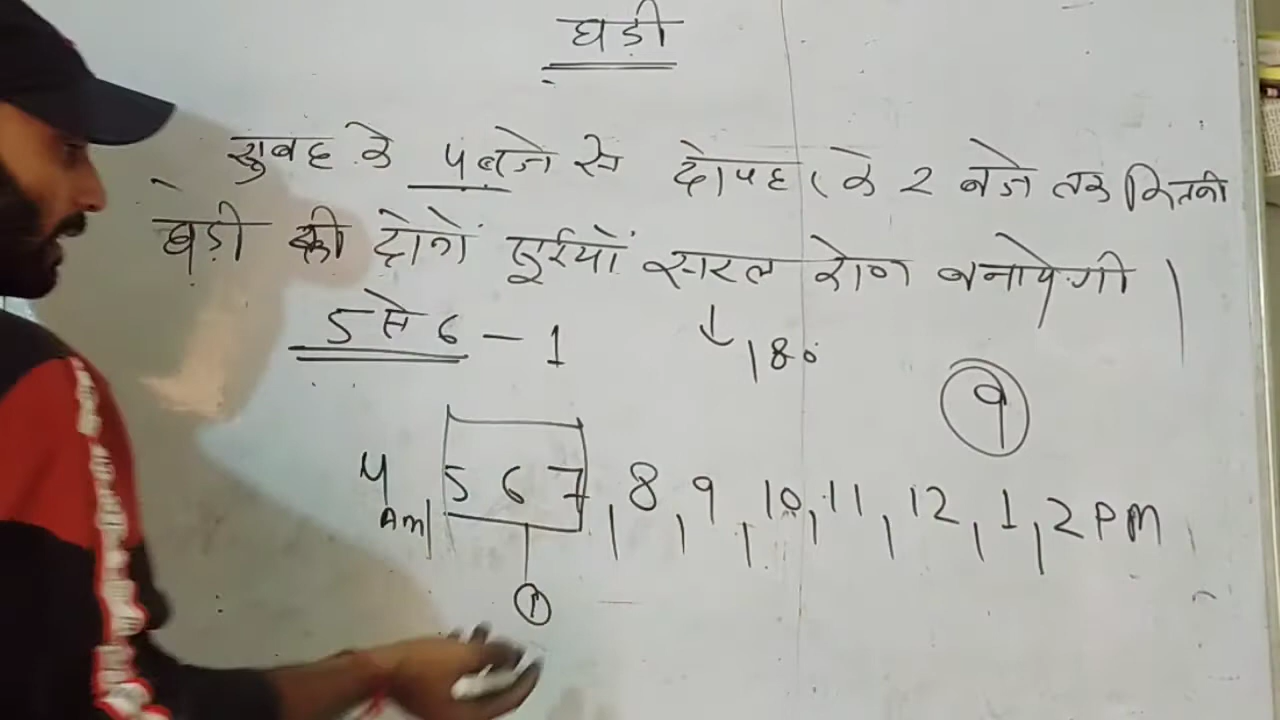 घड़ी
सुबह के 4 बजे से दोपहर के 2 बजे तक कितनी
घड़ी की दोनों सूईयाँ सरल कोण बनायेगी |
5 से 6 – 1
↓ 180°
9
4 5 6 7, 8, 9, 10, 11, 12, 1, 2 PM
Am
1